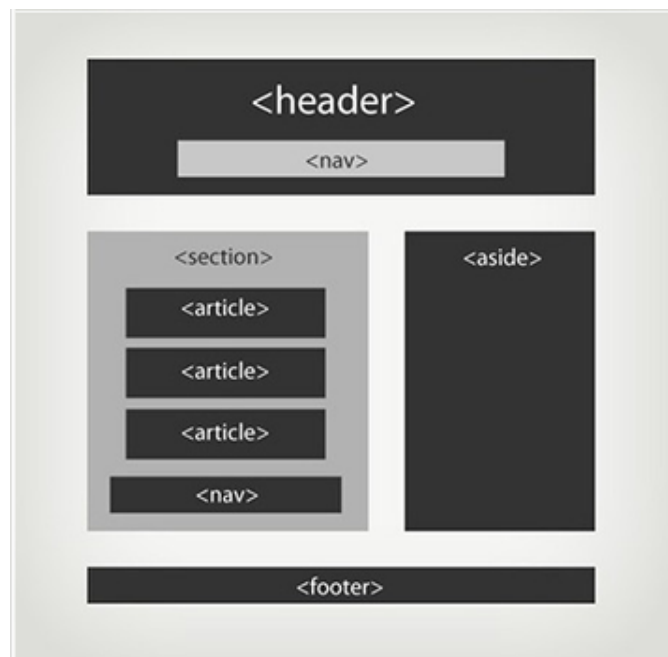 <header>
<nav>
<section>
<article>
<article>
<article>
<nav>
<aside>
<footer>